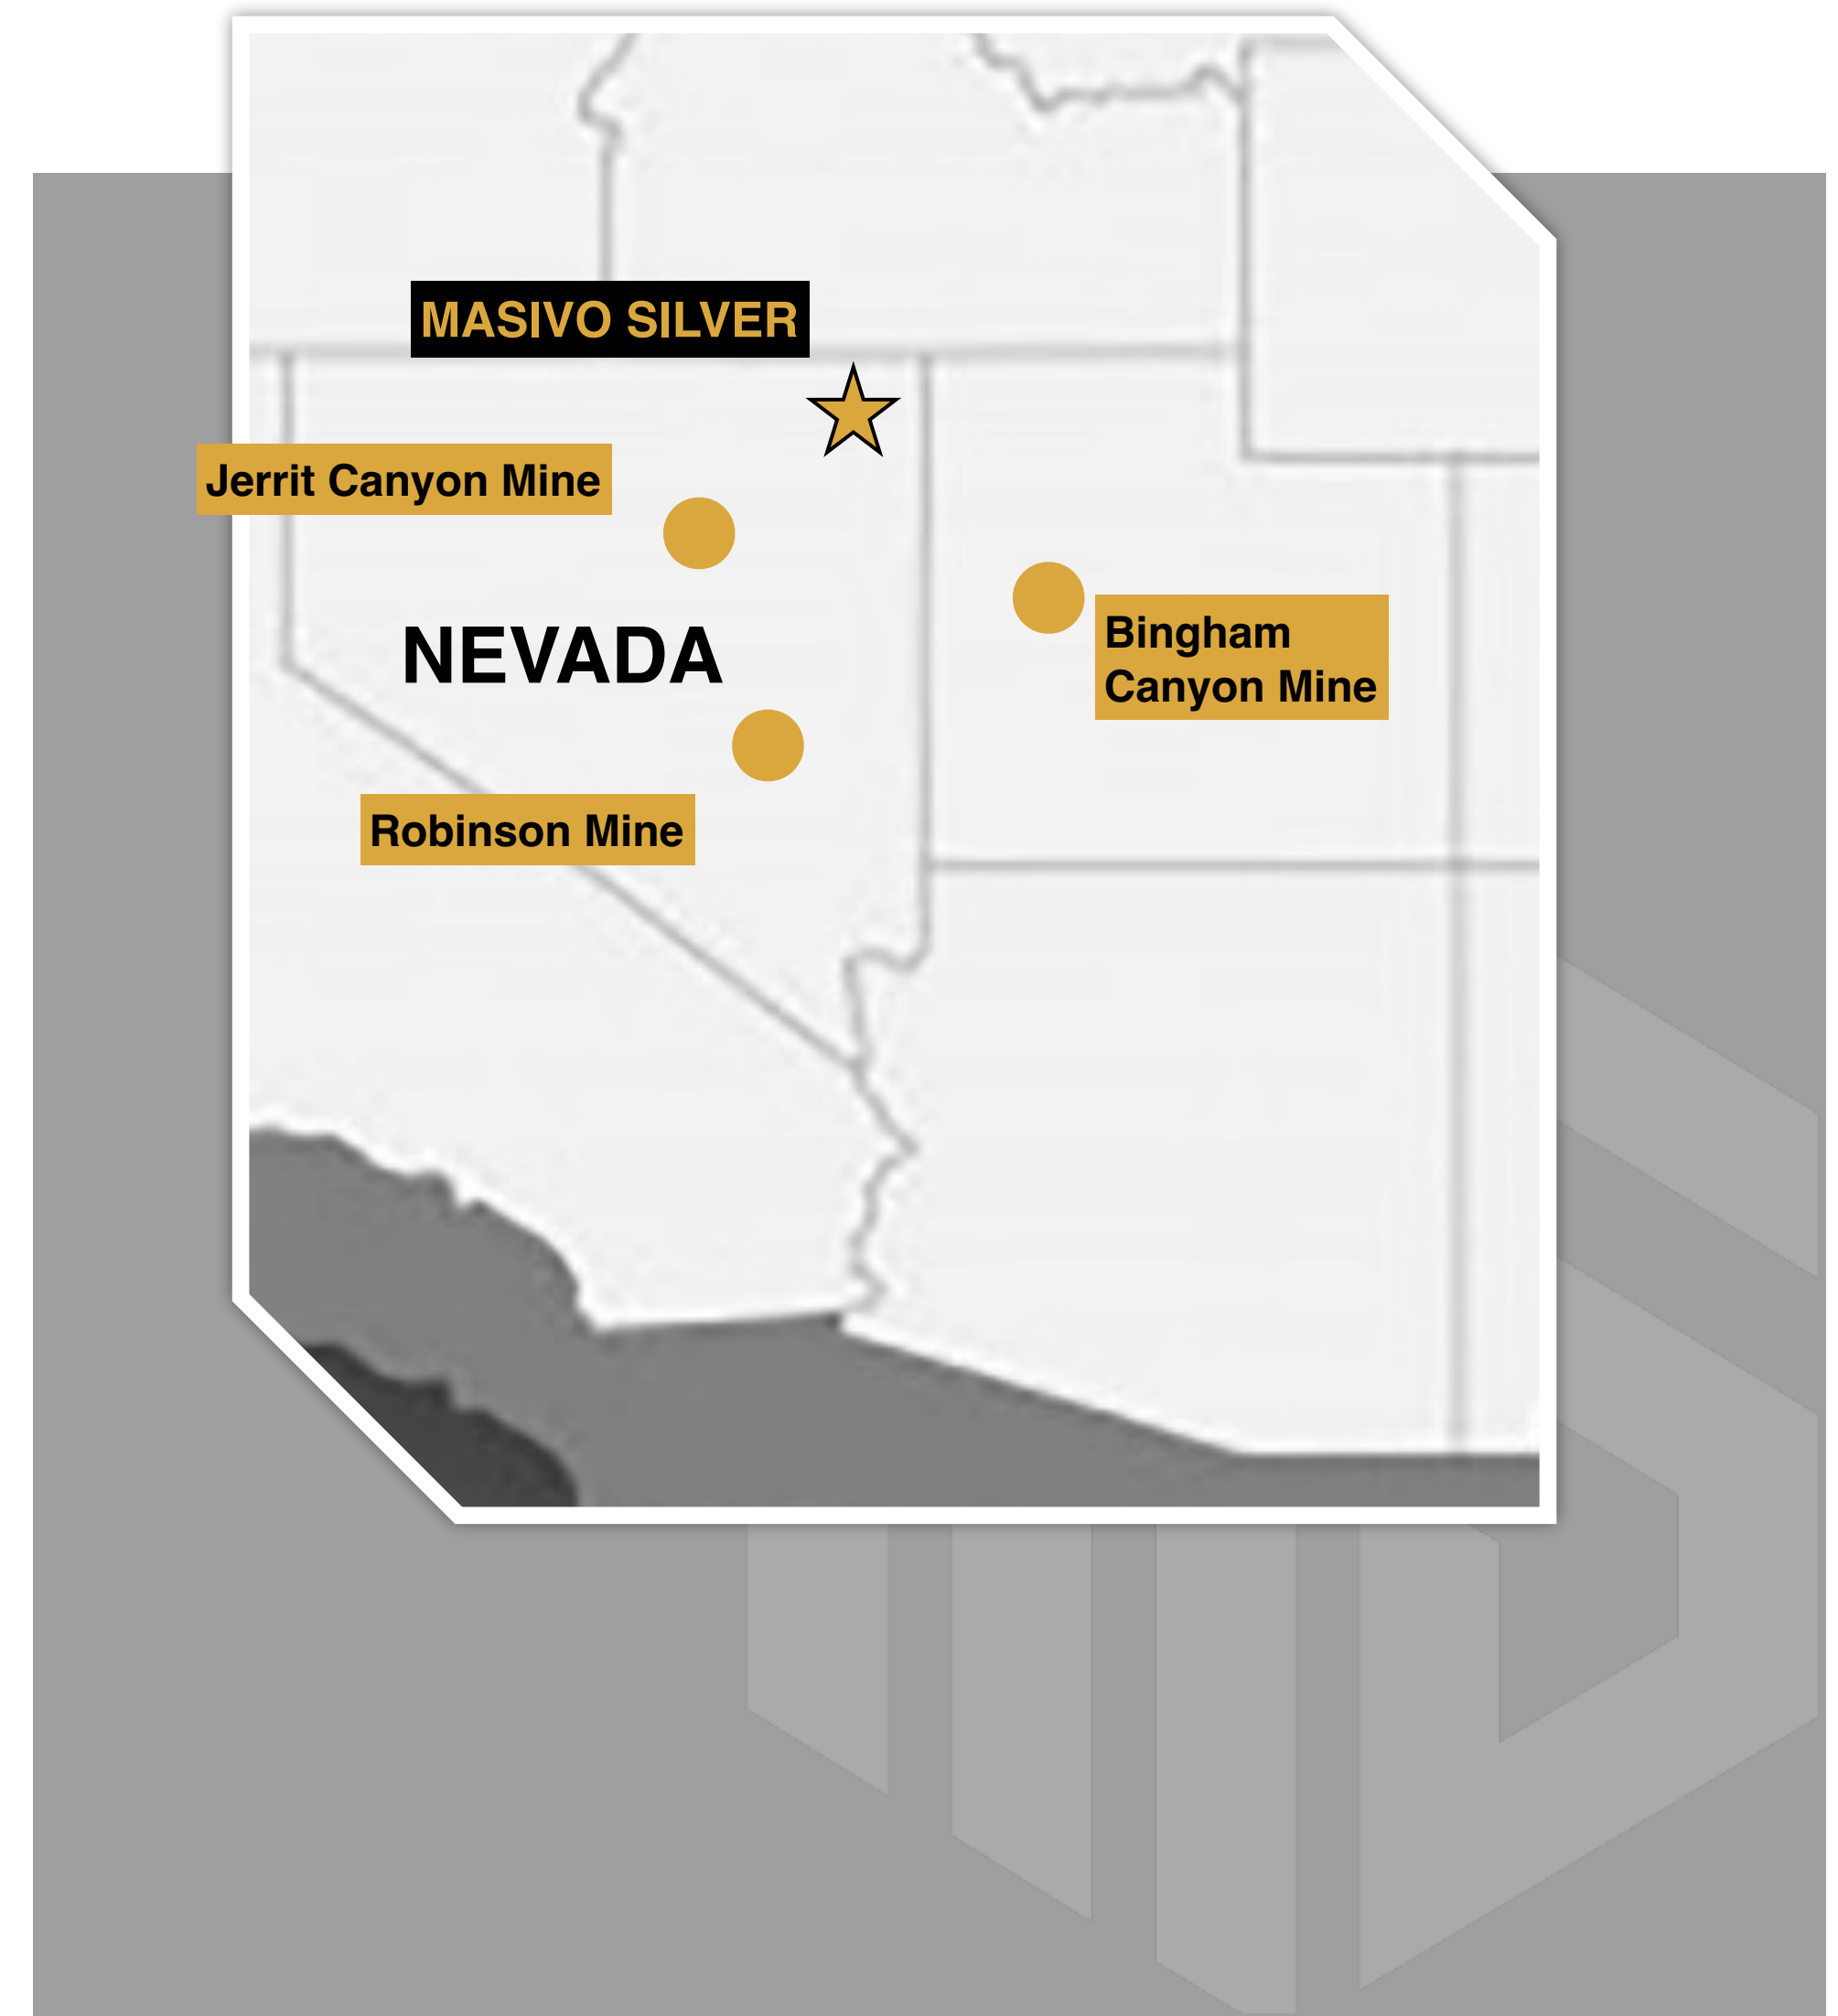 MASIVO SILVER
Jerrit Canyon Mine
NEVADA
Bingham
Canyon Mine
Robinson Mine